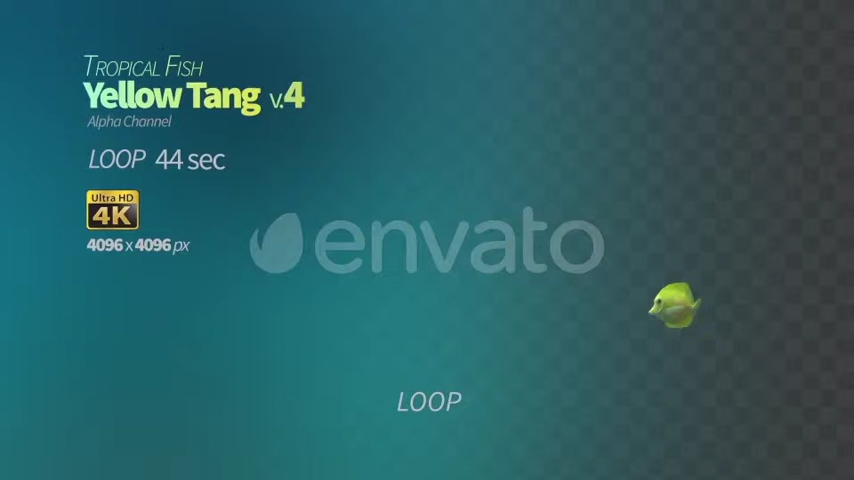 Tropical Fish
Yellow Tang v.4
Alpha Channel
LOOP 44 sec
Ultra HD
4K
4096 x 4096 px
envato
LOOP